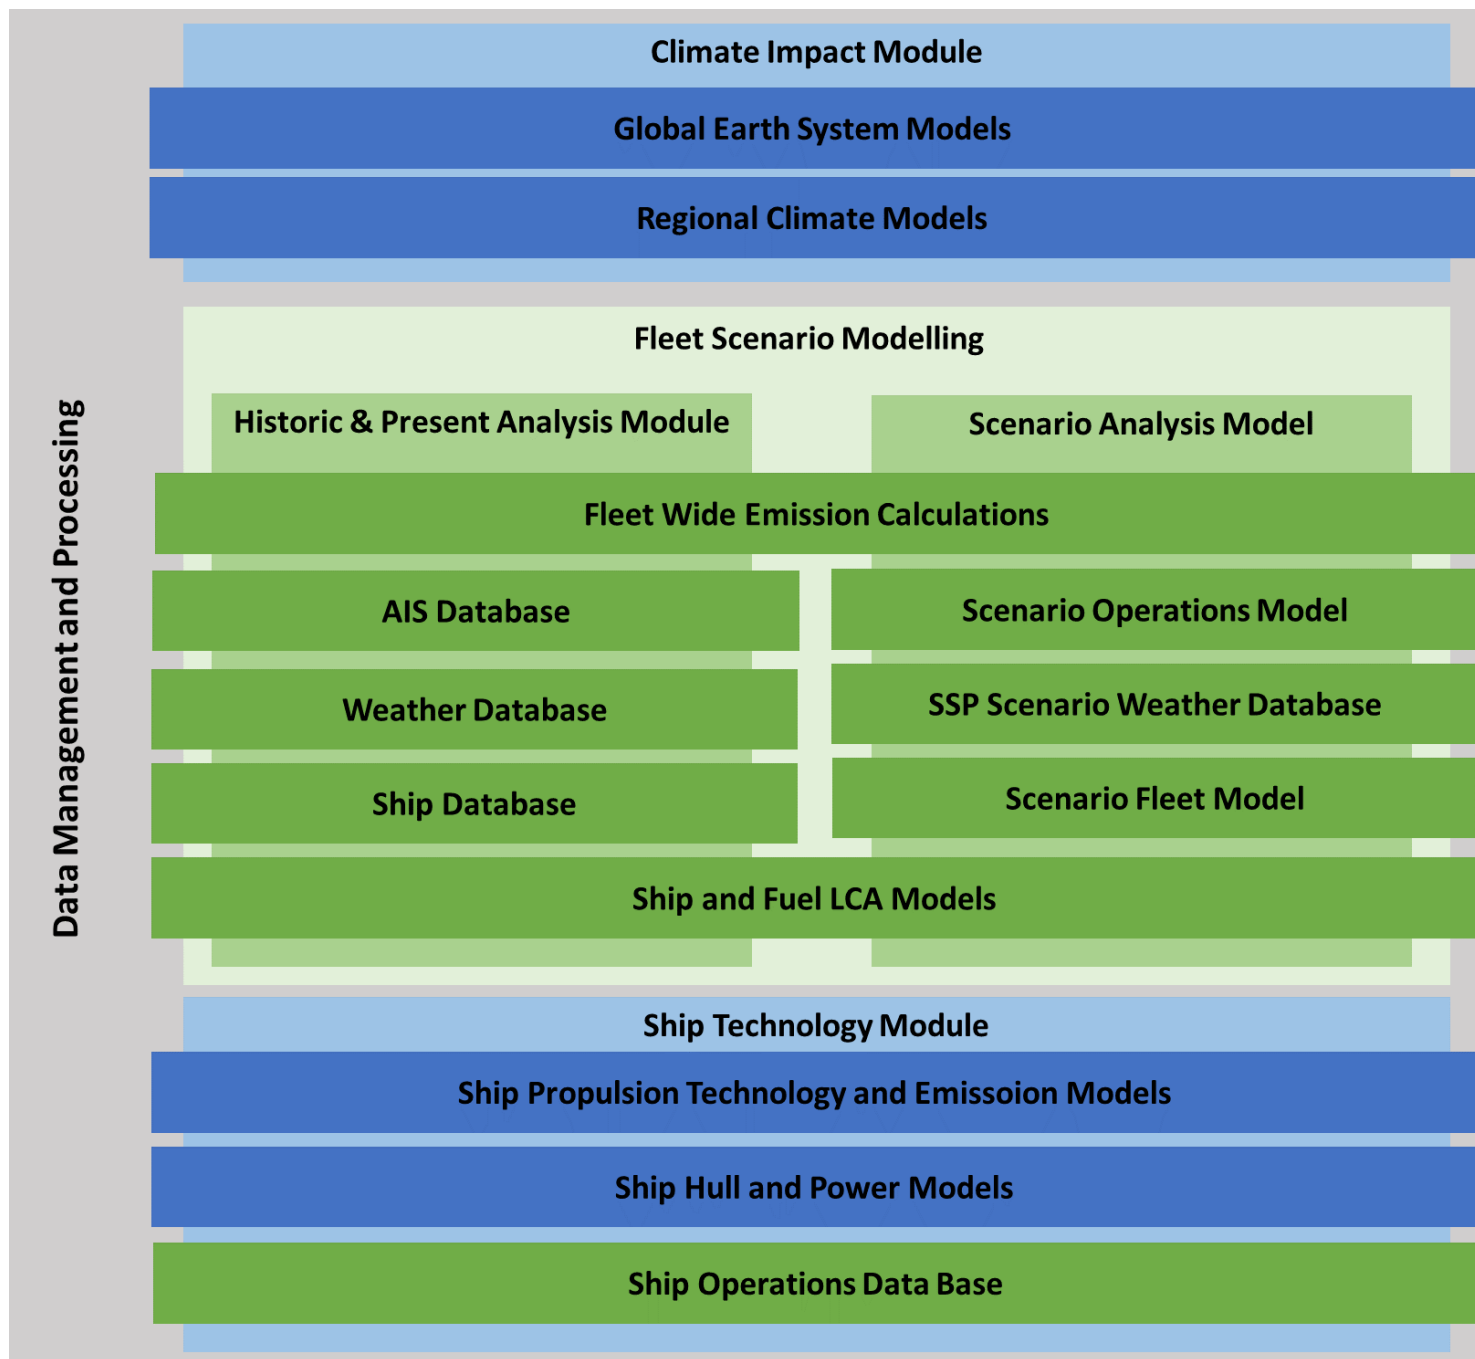 Climate Impact Module
Global Earth System Models
Regional Climate Models
Data Management and Processing
Fleet Scenario Modelling
Historic & Present Analysis Module
Scenario Analysis Model
Fleet Wide Emission Calculations
AIS Database
Scenario Operations Model
Weather Database
SSP Scenario Weather Database
Ship Database
Scenario Fleet Model
Ship and Fuel LCA Models
Ship Technology Module
Ship Propulsion Technology and Emissoion Models
Ship Hull and Power Models
Ship Operations Data Base